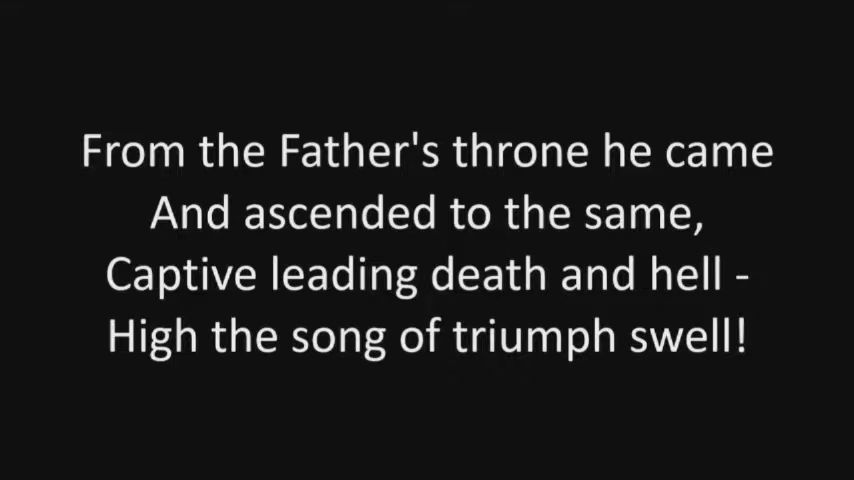 From the Father's throne he came
And ascended to the same,
Captive leading death and hell -
High the song of triumph swell!